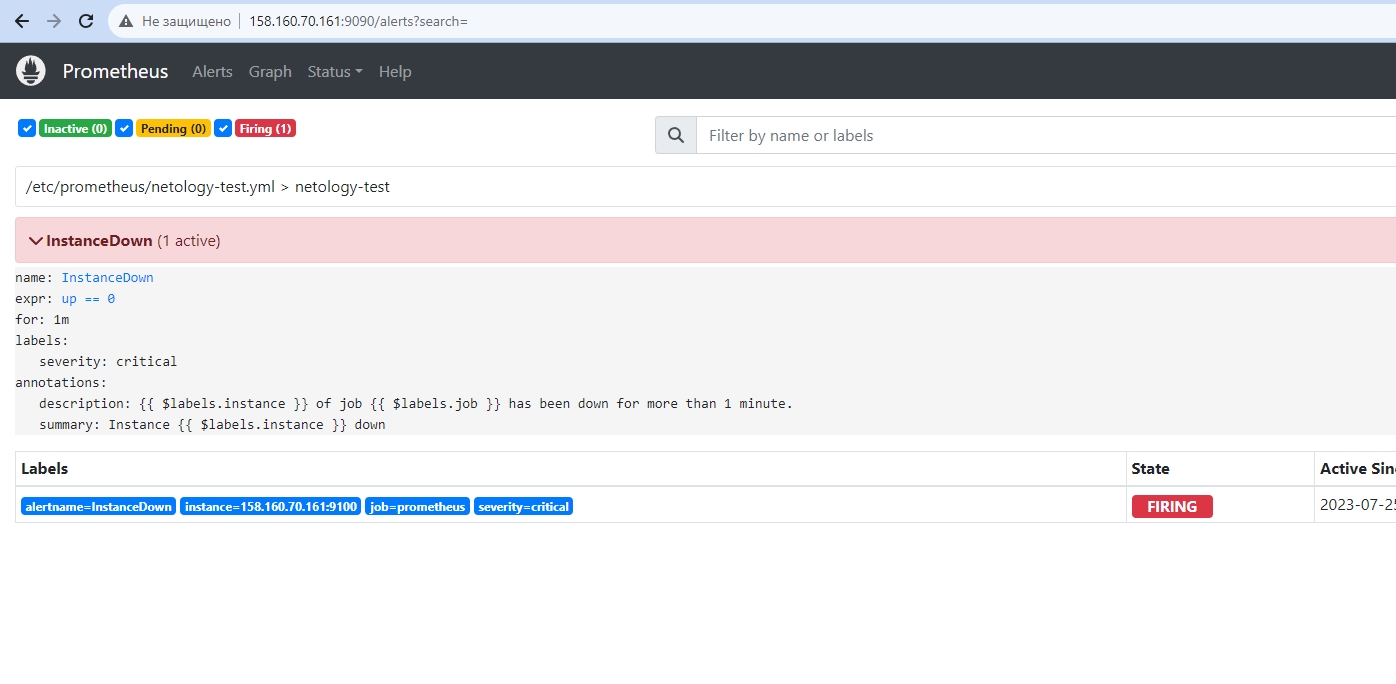 Не защищено 158.160.70.161:9090/alerts?search=
Prometheus Alerts Graph Status Help
Inactive (0) Pending (0) Firing (1)
Filter by name or labels
/etc/prometheus/netology-test.yml > netology-test
InstanceDown (1 active)
name: InstanceDown
expr: up == 0
for: 1m
labels:
severity: critical
annotations:
description: {{ $labels.instance }} of job {{ $labels.job }} has been down for more than 1 minute.
summary: Instance {{ $labels.instance }} down
Labels State Active Sin
alertname=InstanceDown instance=158.160.70.161:9100 job=prometheus severity=critical FIRING 2023-07-25